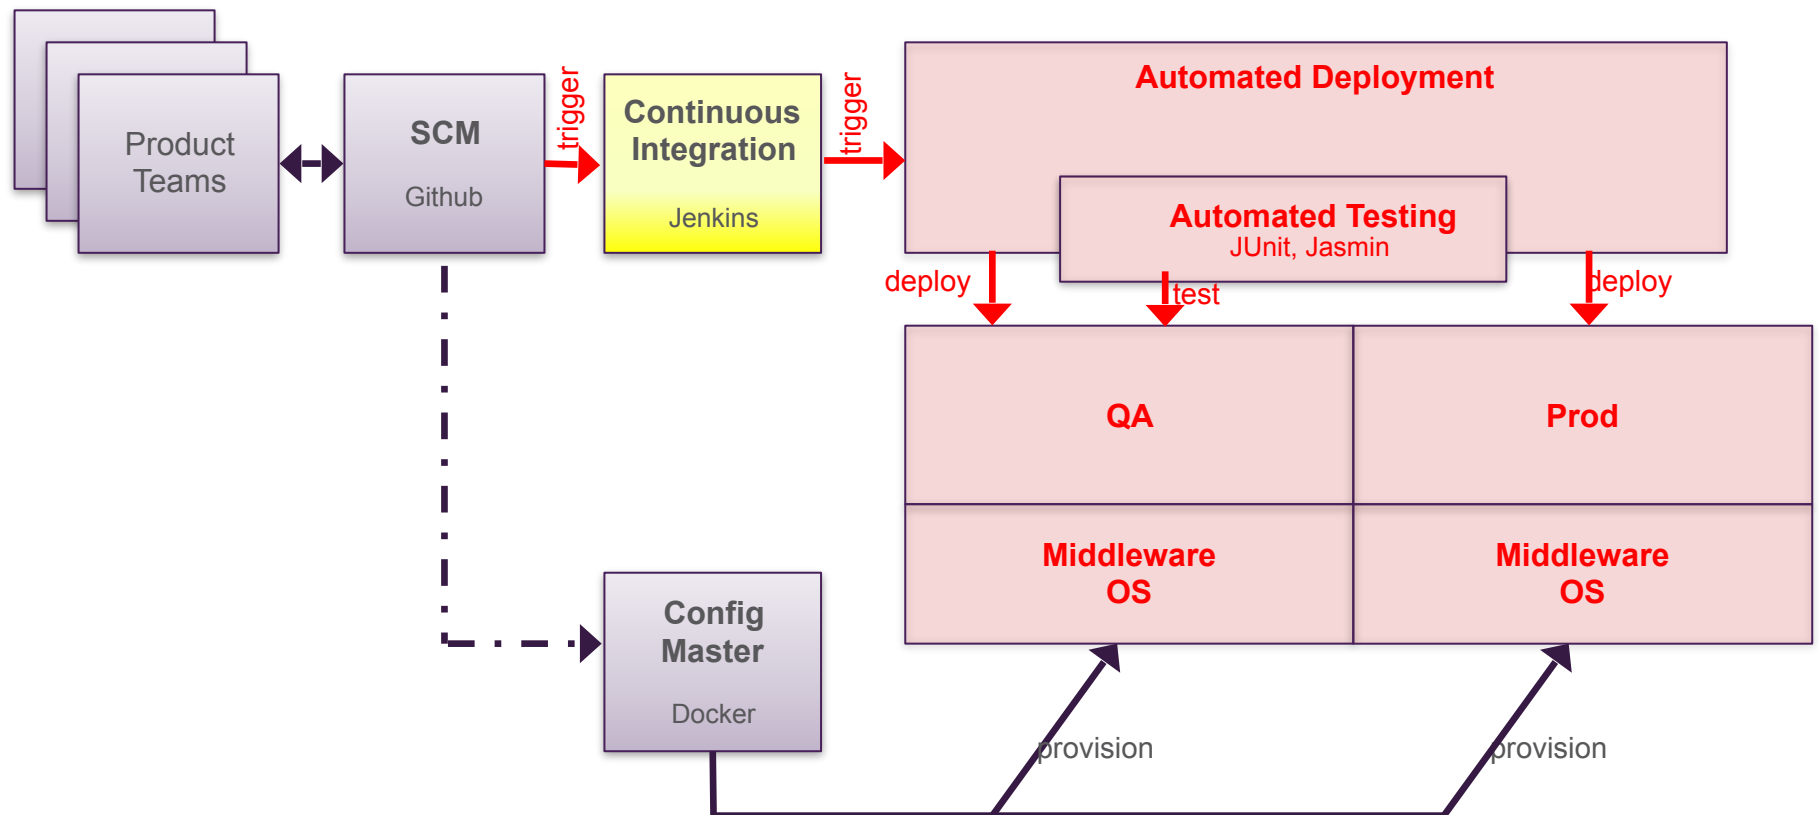 Product
Teams
SCM
Github
trigger
Continuous
Integration
Jenkins
trigger
Automated Deployment
Automated Testing
JUnit, Jasmin
deploy
test
deploy
QA
Prod
Middleware
OS
Middleware
OS
Config
Master
Docker
provision
provision